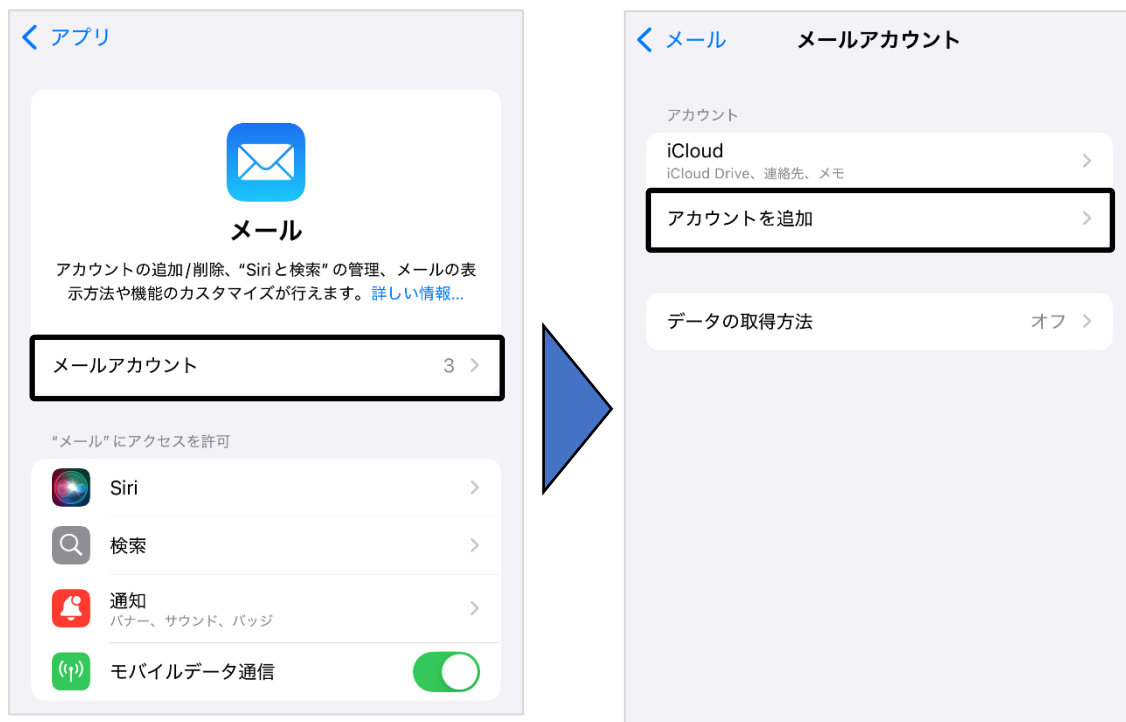 アプリ
メール
アカウントの追加/削除、“Siriと検索” の管理、メールの表
示方法や機能のカスタマイズが行えます。詳しい情報...
メールアカウント 3
“メール” にアクセスを許可
Siri
検索
通知
バナー、サウンド、バッジ
モバイルデータ通信
メール メールアカウント
アカウント
iCloud
iCloud Drive、連絡先、メモ
アカウントを追加
データの取得方法 オフ